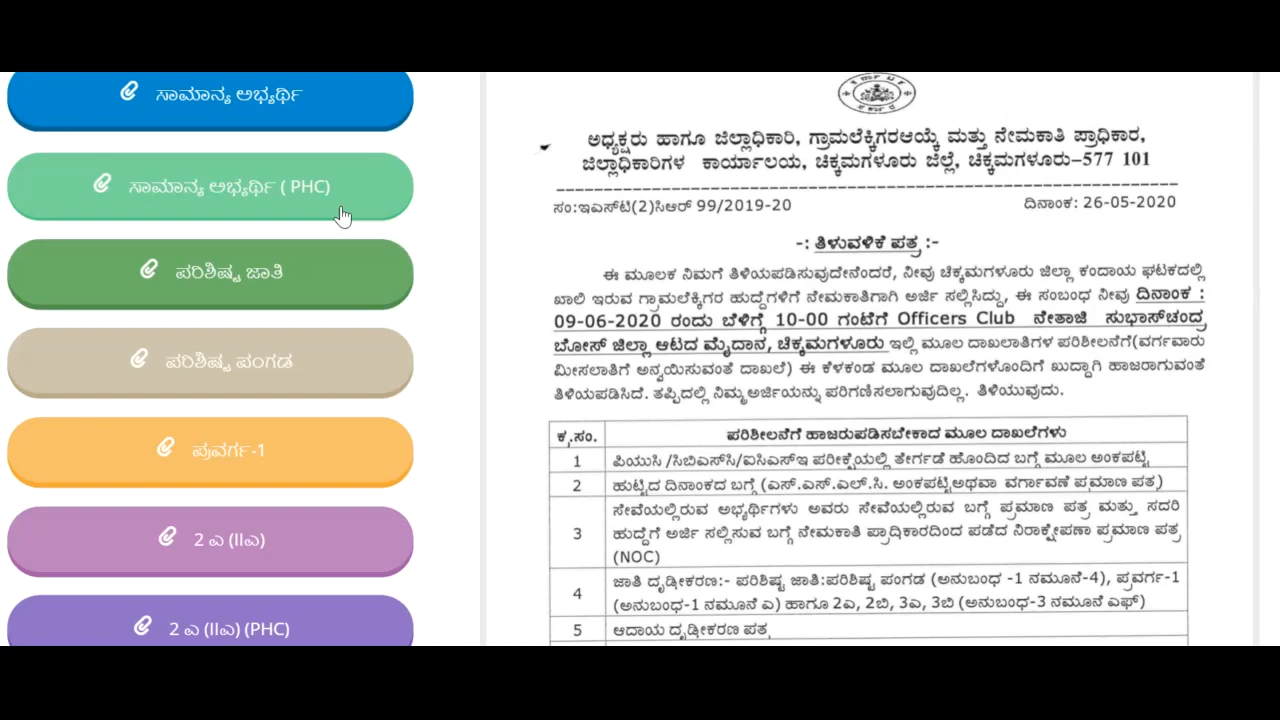 ಸಾಮಾನ್ಯ ಅಭ್ಯರ್ಥಿ
ಸಾಮಾನ್ಯ ಅಭ್ಯರ್ಥಿ ( PHC)
ಪರಿಶಿಷ್ಟ ಜಾತಿ
ಪರಿಶಿಷ್ಟ ಪಂಗಡ
ಪ್ರವರ್ಗ-1
2 ಎ (IIಎ)
2 ಎ (IIಎ) (PHC)
ಅಧ್ಯಕ್ಷರು ಹಾಗೂ ಜಿಲ್ಲಾಧಿಕಾರಿ, ಗ್ರಾಮಲೆಕ್ಕಿಗರಆಯ್ಕೆ ಮತ್ತು ನೇಮಕಾತಿ ಪ್ರಾಧಿಕಾರ,
ಜಿಲ್ಲಾಧಿಕಾರಿಗಳ ಕಾರ್ಯಾಲಯ, ಚಿಕ್ಕಮಗಳೂರು ಜಿಲ್ಲೆ, ಚಿಕ್ಕಮಗಳೂರು-577 101
ಸಂ:ಇಎಸ್‌ಟಿ(2)ಸಿಆರ್ 99/2019-20 ದಿನಾಂಕ: 26-05-2020
-: ತಿಳುವಳಿಕೆ ಪತ್ರ :-
ಈ ಮೂಲಕ ನಿಮಗೆ ತಿಳಿಯಪಡಿಸುವುದೇನೆಂದರೆ, ನೀವು ಚಿಕ್ಕಮಗಳೂರು ಜಿಲ್ಲಾ ಕಂದಾಯ ಘಟಕದಲ್ಲಿ
ಖಾಲಿ ಇರುವ ಗ್ರಾಮಲೆಕ್ಕಿಗರ ಹುದ್ದೆಗಳಿಗೆ ನೇಮಕಾತಿಗಾಗಿ ಅರ್ಜಿ ಸಲ್ಲಿಸಿದ್ದು, ಈ ಸಂಬಂಧ ನೀವು ದಿನಾಂಕ :
09-06-2020 ರಂದು ಬೆಳಿಗ್ಗೆ 10-00 ಗಂಟೆಗೆ Officers Club ನೇತಾಜಿ ಸುಭಾಸ್‌ಚಂದ್ರ
ಬೋಸ್ ಜಿಲ್ಲಾ ಆಟದ ಮೈದಾನ, ಚಿಕ್ಕಮಗಳೂರು ಇಲ್ಲಿ ಮೂಲ ದಾಖಲಾತಿಗಳ ಪರಿಶೀಲನೆಗೆ(ವರ್ಗವಾರು
ಮೀಸಲಾತಿಗೆ ಅನ್ವಯಿಸುವಂತೆ ದಾಖಲೆ) ಈ ಕೆಳಕಂಡ ಮೂಲ ದಾಖಲೆಗಳೊಂದಿಗೆ ಖುದ್ದಾಗಿ ಹಾಜರಾಗುವಂತೆ
ತಿಳಿಯಪಡಿಸಿದೆ. ತಪ್ಪಿದಲ್ಲಿ ನಿಮ್ಮ ಅರ್ಜಿಯನ್ನು ಪರಿಗಣಿಸಲಾಗುವುದಿಲ್ಲ. ತಿಳಿಯುವುದು.
ಕ್ರ.ಸಂ. ಪರಿಶೀಲನೆಗೆ ಹಾಜರುಪಡಿಸಬೇಕಾದ ಮೂಲ ದಾಖಲೆಗಳು
1 ಪಿಯುಸಿ /ಸಿಬಿಎಸ್‌ಸಿ/ಐಸಿಎಸ್‌ಇ ಪರೀಕ್ಷೆಯಲ್ಲಿ ತೇರ್ಗಡೆ ಹೊಂದಿದ ಬಗ್ಗೆ ಮೂಲ ಅಂಕಪಟ್ಟಿ
2 ಹುಟ್ಟಿದ ದಿನಾಂಕದ ಬಗ್ಗೆ (ಎಸ್.ಎಸ್.ಎಲ್.ಸಿ. ಅಂಕಪಟ್ಟಿಅಥವಾ ವರ್ಗಾವಣೆ ಪ್ರಮಾಣ ಪತ್ರ)
ಸೇವೆಯಲ್ಲಿರುವ ಅಭ್ಯರ್ಥಿಗಳು ಅವರು ಸೇವೆಯಲ್ಲಿರುವ ಬಗ್ಗೆ ಪ್ರಮಾಣ ಪತ್ರ ಮತ್ತು ಸದರಿ
3 ಹುದ್ದೆಗೆ ಅರ್ಜಿ ಸಲ್ಲಿಸುವ ಬಗ್ಗೆ ನೇಮಕಾತಿ ಪ್ರಾಧಿಕಾರದಿಂದ ಪಡೆದ ನಿರಾಕ್ಷೇಪಣಾ ಪ್ರಮಾಣ ಪತ್ರ
(NOC)
4 ಜಾತಿ ದೃಢೀಕರಣ:- ಪರಿಶಿಷ್ಟ ಜಾತಿ:ಪರಿಶಿಷ್ಟ ಪಂಗಡ (ಅನುಬಂಧ -1 ನಮೂನೆ-4), ಪ್ರವರ್ಗ-1
(ಅನುಬಂಧ-1 ನಮೂನೆ ಎ) ಹಾಗೂ 2ಎ, 2ಬಿ, 3ಎ, 3ಬಿ (ಅನುಬಂಧ-3 ನಮೂನೆ ಎಫ್)
5 ಆದಾಯ ದೃಢೀಕರಣ ಪತ್ರ